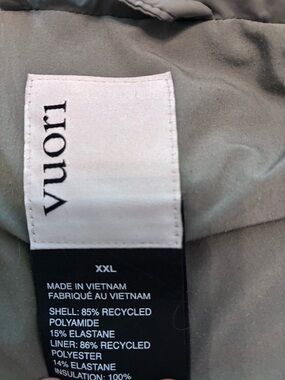 vuori
XXL
MADE IN VIETNAM
FABRIQUÉ AU VIETNAM
SHELL: 85% RECYCLED
POLYAMIDE
15% ELASTANE
LINER: 86% RECYCLED
POLYESTER
14% ELASTANE
INSULATION: 100%